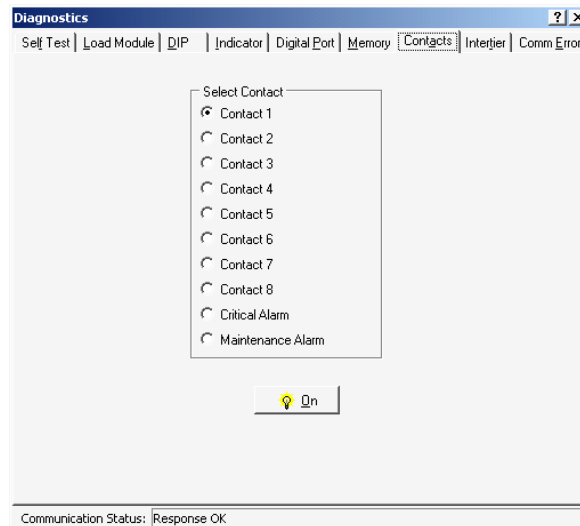 Diagnostics
Self Test Load Module DIP Indicator Digital Port Memory Contacts Intertier Comm Error
Select Contact
Contact 1
Contact 2
Contact 3
Contact 4
Contact 5
Contact 6
Contact 7
Contact 8
Critical Alarm
Maintenance Alarm
On
Communication Status: Response OK